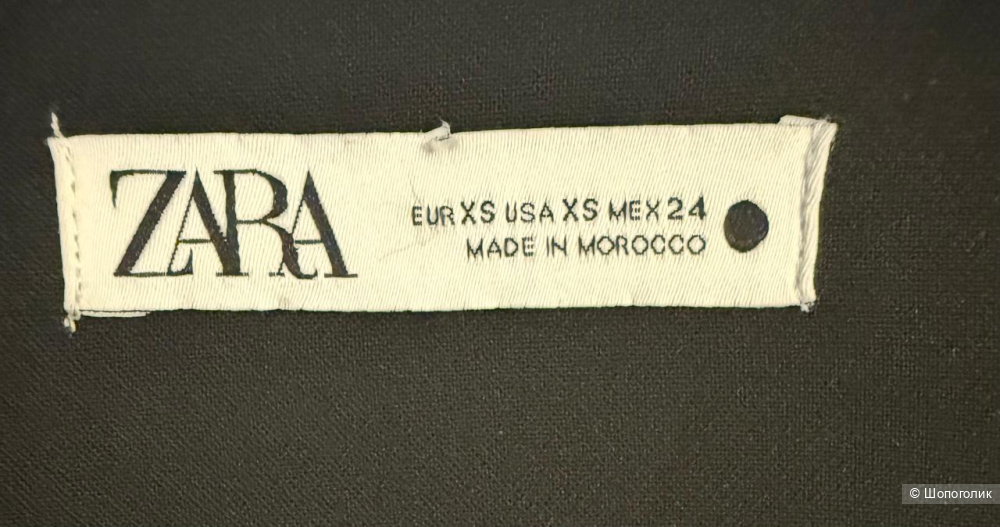 ZARA
EUR XS USA XS MEX 24
MADE IN MOROCCO
© Шопоголик